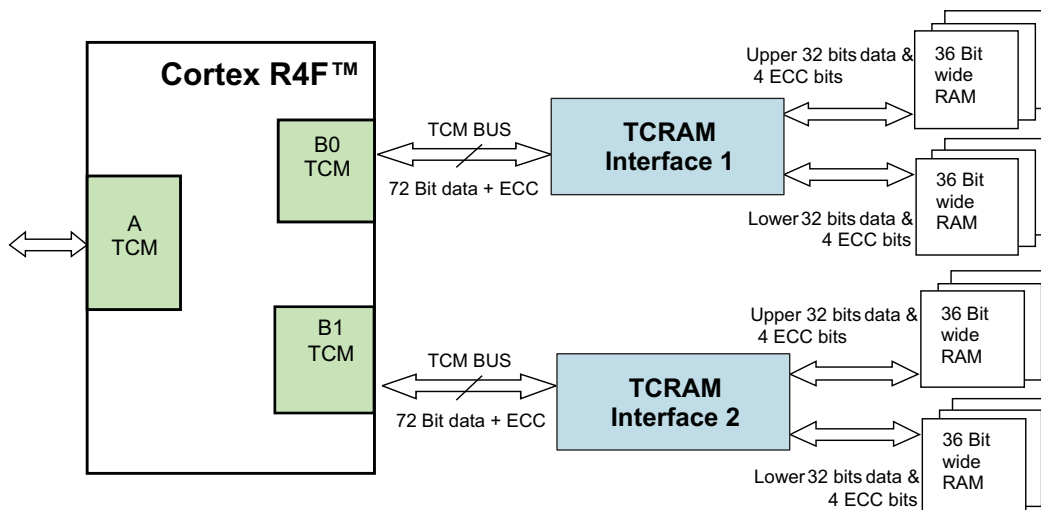 Cortex R4F™
A
TCM
B0
TCM
B1
TCM
TCM BUS
72 Bit data + ECC
TCRAM
Interface 1
Upper 32 bits data &
4 ECC bits
36 Bit
wide
RAM
Lower 32 bits data &
4 ECC bits
36 Bit
wide
RAM
TCM BUS
72 Bit data + ECC
TCRAM
Interface 2
Upper 32 bits data &
4 ECC bits
36 Bit
wide
RAM
Lower 32 bits data &
4 ECC bits
36 Bit
wide
RAM